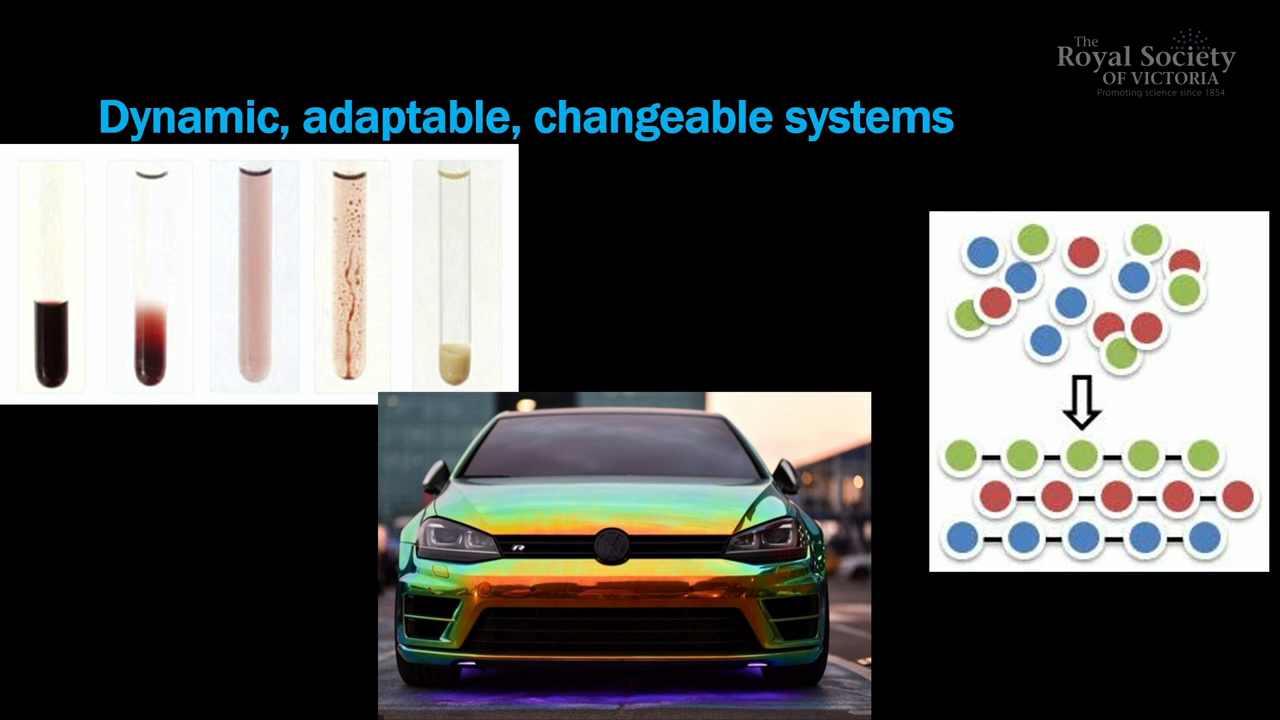 The
Royal Society
OF VICTORIA
Promoting science since 1854
Dynamic, adaptable, changeable systems
R